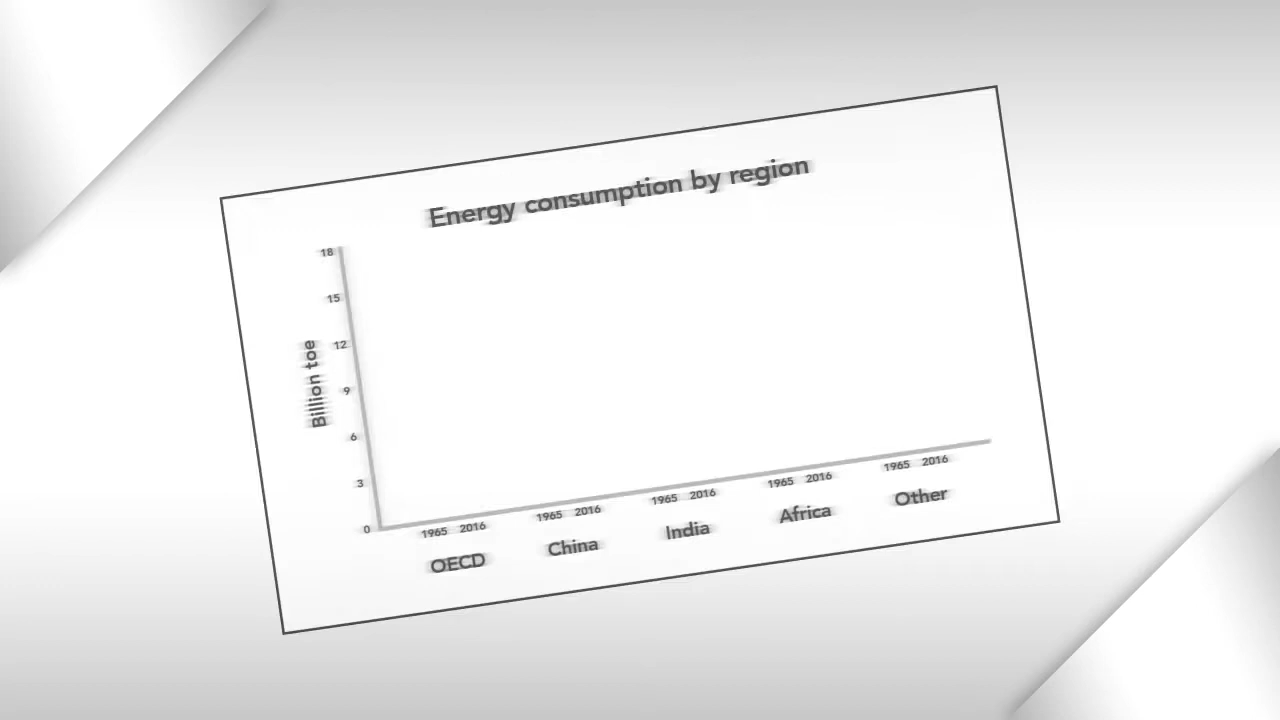 Energy consumption by region
18
15
12
9
6
3
0
Billion toe
1965 2016 1965 2016 1965 2016 1965 2016 1965 2016
OECD China India Africa Other